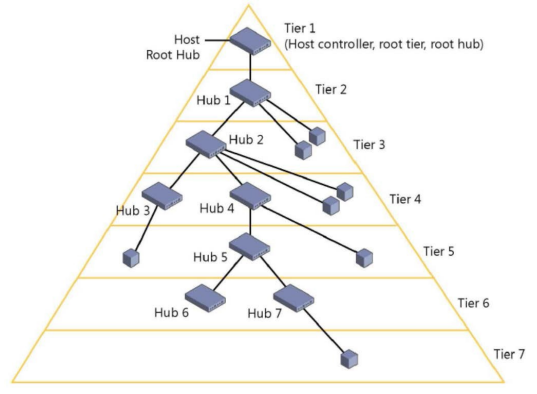 Tier 1
Host
Root Hub
(Host controller, root tier, root hub)
Tier 2
Hub 1
Hub 2
Tier 3
Hub 3
Hub 4
Tier 4
Hub 5
Tier 5
Hub 6
Hub 7
Tier 6
Tier 7